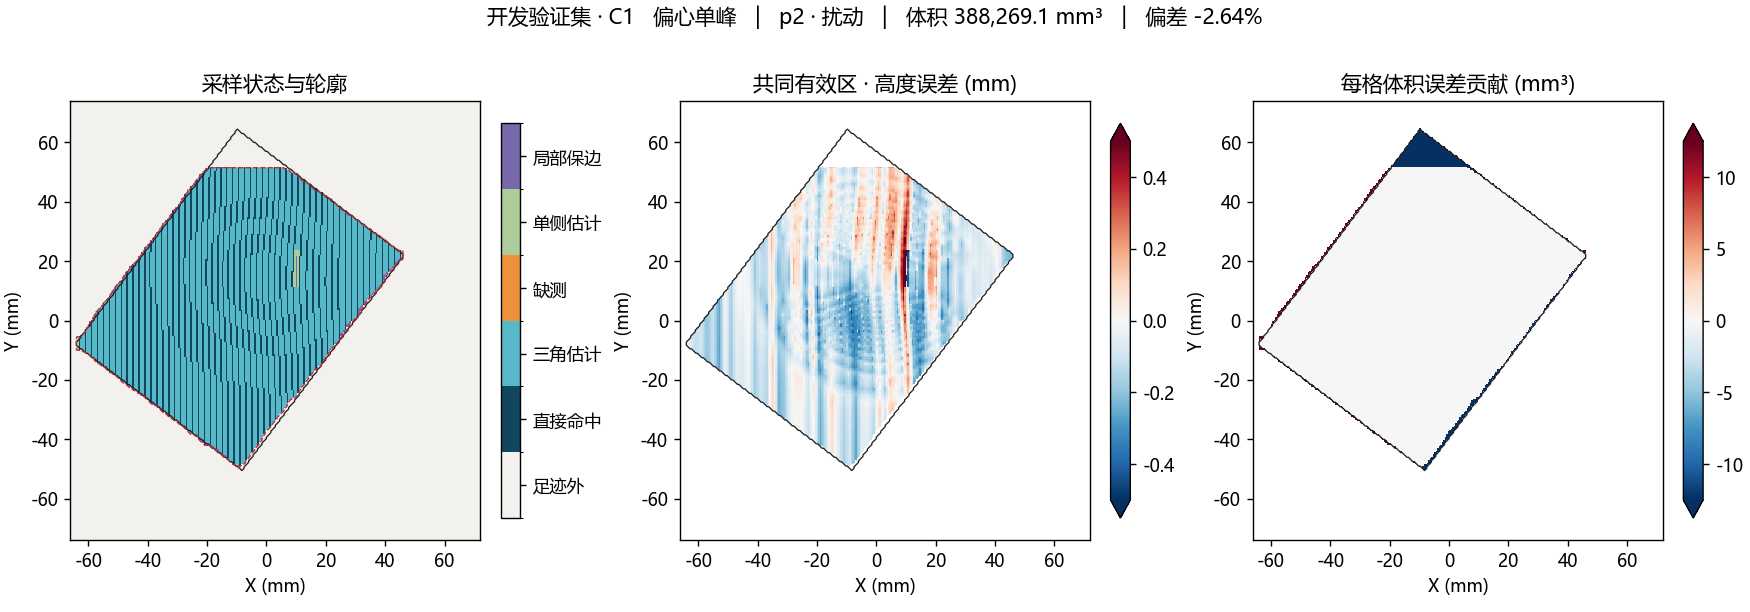 开发验证集 · C1 偏心单峰 | p2 · 扰动 | 体积 388,269.1 mm³ | 偏差 -2.64%
采样状态与轮廓
60
40
20
0
-20
-40
-60
Y (mm)
-60 -40 -20 0 20 40 60
X (mm)
局部保边
单侧估计
缺测
三角估计
直接命中
足迹外
共同有效区 · 高度误差 (mm)
60
40
20
0
-20
-40
-60
Y (mm)
-60 -40 -20 0 20 40 60
X (mm)
0.4
0.2
0.0
-0.2
-0.4
每格体积误差贡献 (mm³)
60
40
20
0
-20
-40
-60
Y (mm)
-60 -40 -20 0 20 40 60
X (mm)
10
5
0
-5
-10